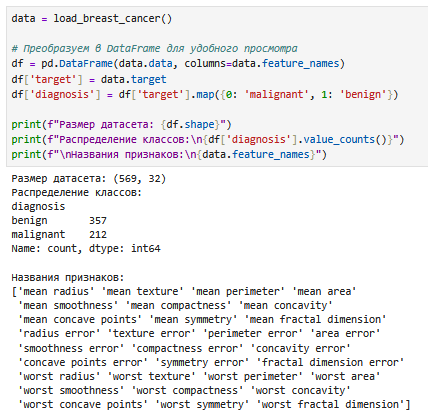 data = load_breast_cancer()
# Преобразуем в DataFrame для удобного просмотра
df = pd.DataFrame(data.data, columns=data.feature_names)
df['target'] = data.target
df['diagnosis'] = df['target'].map({0: 'malignant', 1: 'benign'})
print(f"Размер датасета: {df.shape}")
print(f"Распределение классов:\n{df['diagnosis'].value_counts()}")
print(f"\nНазвания признаков:\n{data.feature_names}")
Размер датасета: (569, 32)
Распределение классов:
diagnosis
benign       357
malignant    212
Name: count, dtype: int64
Названия признаков:
['mean radius' 'mean texture' 'mean perimeter' 'mean area'
 'mean smoothness' 'mean compactness' 'mean concavity'
 'mean concave points' 'mean symmetry' 'mean fractal dimension'
 'radius error' 'texture error' 'perimeter error' 'area error'
 'smoothness error' 'compactness error' 'concavity error'
 'concave points error' 'symmetry error' 'fractal dimension error'
 'worst radius' 'worst texture' 'worst perimeter' 'worst area'
 'worst smoothness' 'worst compactness' 'worst concavity'
 'worst concave points' 'worst symmetry' 'worst fractal dimension']